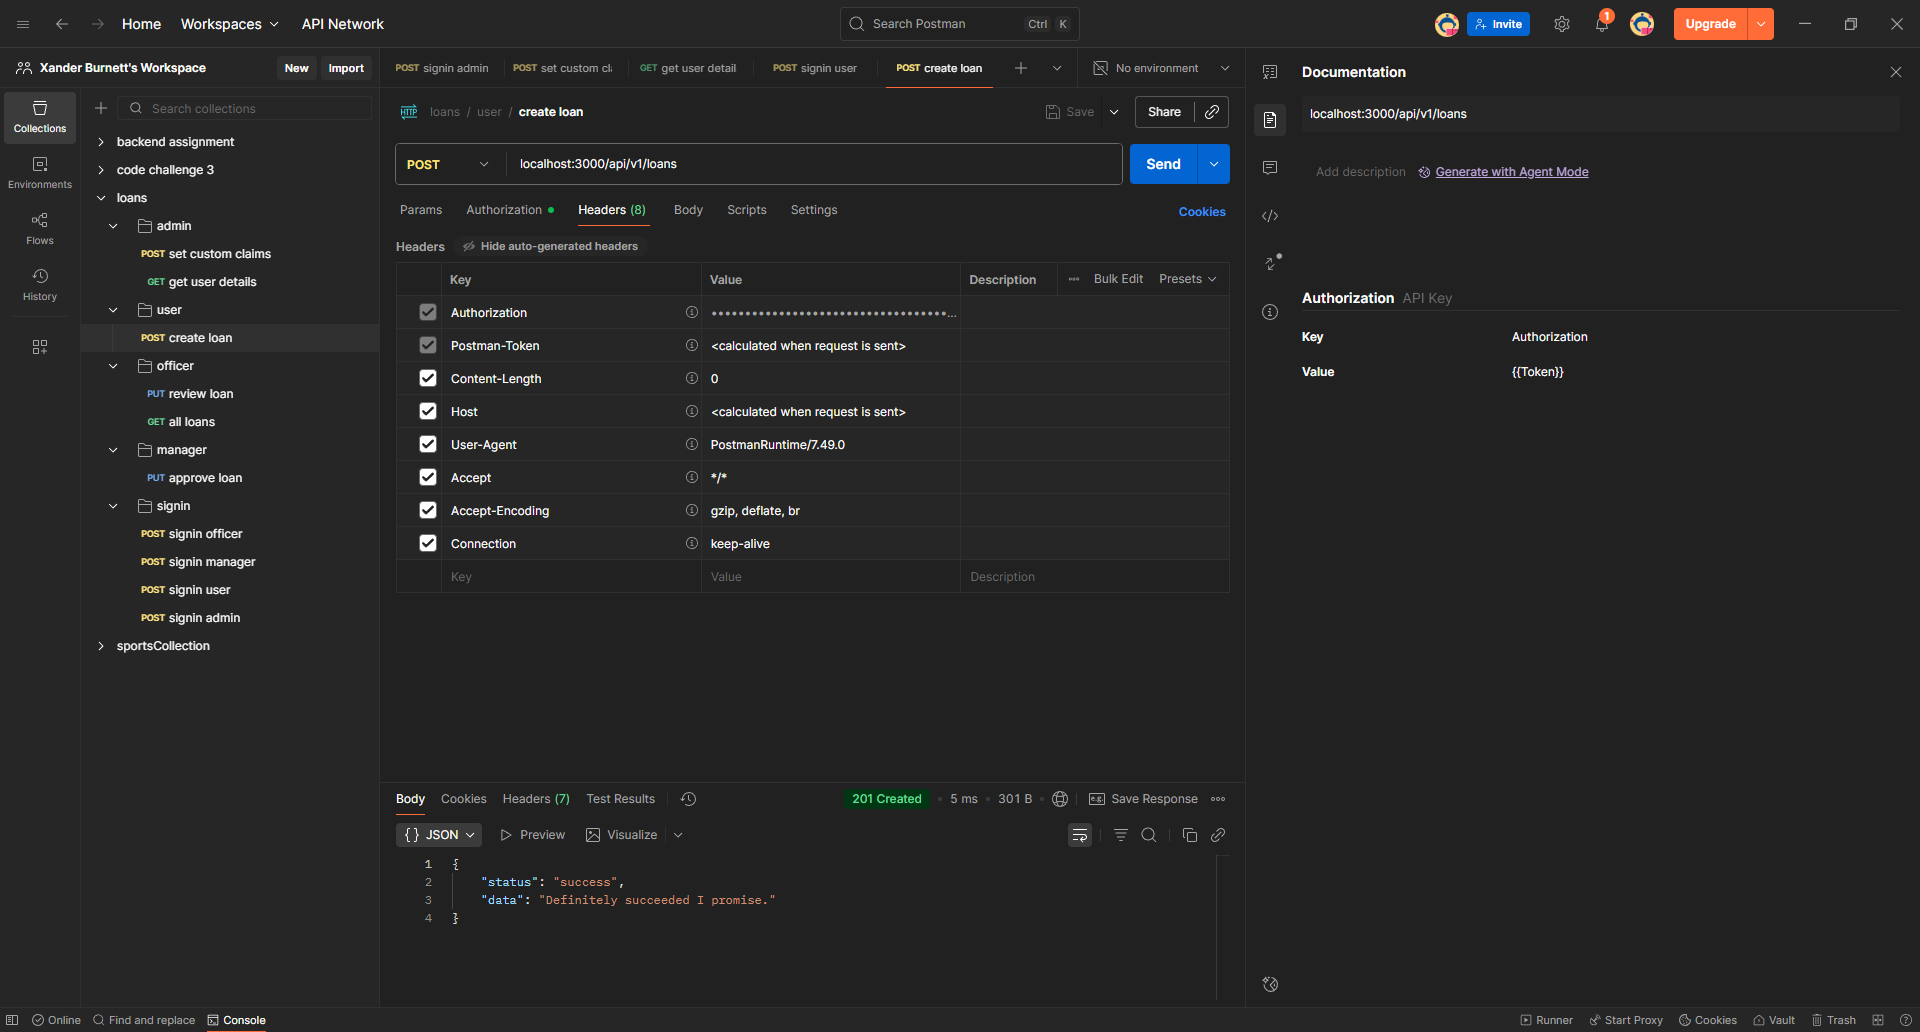 Home Workspaces API Network Search Postman Ctrl K Invite 1 Upgrade
Xander Burnett's Workspace New Import
POST signin admin POST set custom cl GET get user detail POST signin user POST create loan No environment
Collections
Environments
Flows
History
Search collections
backend assignment
code challenge 3
loans
admin
POST set custom claims
GET get user details
user
POST create loan
officer
PUT review loan
GET all loans
manager
PUT approve loan
signin
POST signin officer
POST signin manager
POST signin user
POST signin admin
sportsCollection
HTTP loans / user / create loan Save Share
POST localhost:3000/api/v1/loans Send
Params Authorization Headers (8) Body Scripts Settings Cookies
Headers Hide auto-generated headers
Key Value Description Bulk Edit Presets
Authorization ••••••••••••••••••••••••••••••••••••...
Postman-Token <calculated when request is sent>
Content-Length 0
Host <calculated when request is sent>
User-Agent PostmanRuntime/7.49.0
Accept */*
Accept-Encoding gzip, deflate, br
Connection keep-alive
Key Value Description
Body Cookies Headers (7) Test Results 201 Created • 5 ms • 301 B • e.g. Save Response
{} JSON Preview Visualize
1 {
2 "status": "success",
3 "data": "Definitely succeeded I promise."
4 }
Documentation
localhost:3000/api/v1/loans
Add description Generate with Agent Mode
Authorization API Key
Key Authorization
Value {{Token}}
Online Find and replace Console Runner Start Proxy Cookies Vault Trash